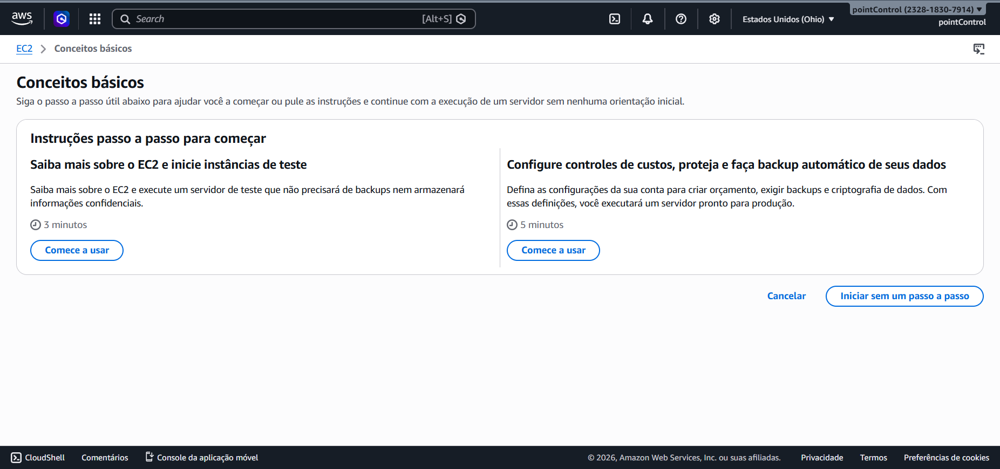 aws
Search
[Alt+S]
Estados Unidos (Ohio)
pointControl (2328-1830-7914)
pointControl
EC2
Conceitos básicos
Conceitos básicos
Siga o passo a passo útil abaixo para ajudar você a começar ou pule as instruções e continue com a execução de um servidor sem nenhuma orientação inicial.
Instruções passo a passo para começar
Saiba mais sobre o EC2 e inicie instâncias de teste
Saiba mais sobre o EC2 e execute um servidor de teste que não precisará de backups nem armazenará
informações confidenciais.
3 minutos
Comece a usar
Configure controles de custos, proteja e faça backup automático de seus dados
Defina as configurações da sua conta para criar orçamento, exigir backups e criptografia de dados. Com
essas definições, você executará um servidor pronto para produção.
5 minutos
Comece a usar
Cancelar
Iniciar sem um passo a passo
CloudShell
Comentários
Console da aplicação móvel
© 2026, Amazon Web Services, Inc. ou suas afiliadas.
Privacidade
Termos
Preferências de cookies